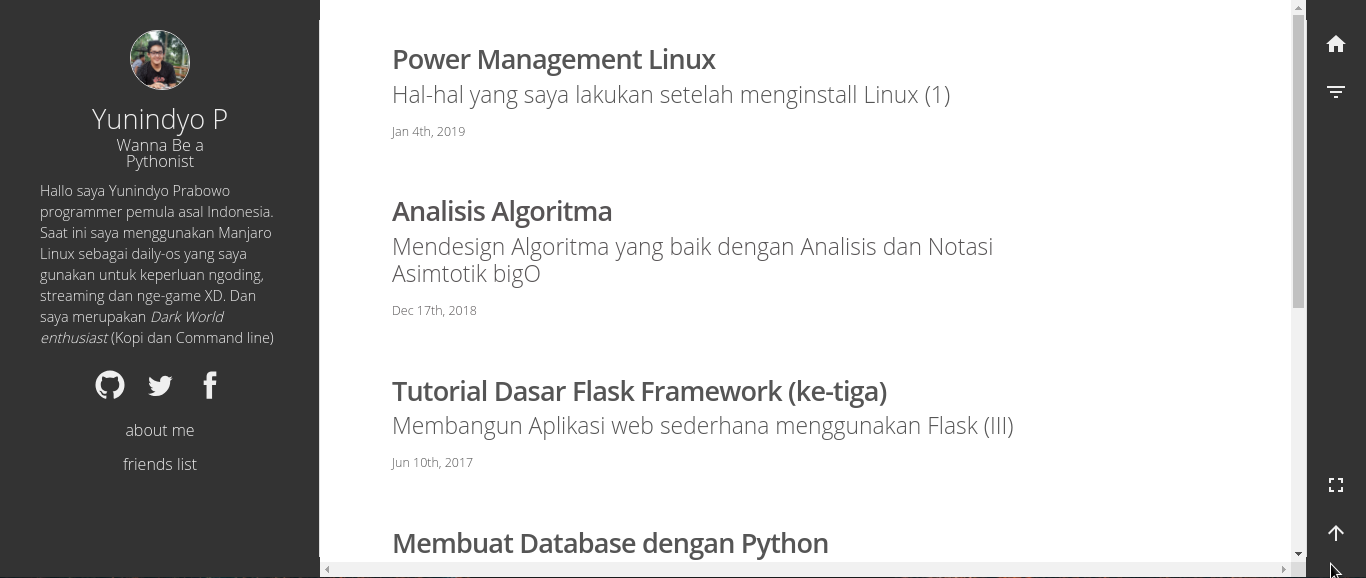 Yunindyo P
Wanna Be a
Pythonist
Hallo saya Yunindyo Prabowo
programmer pemula asal Indonesia.
Saat ini saya menggunakan Manjaro
Linux sebagai daily-os yang saya
gunakan untuk keperluan ngoding,
streaming dan nge-game XD. Dan
saya merupakan Dark World
enthusiast (Kopi dan Command line)
about me
friends list
Power Management Linux
Hal-hal yang saya lakukan setelah menginstall Linux (1)
Jan 4th, 2019
Analisis Algoritma
Mendesign Algoritma yang baik dengan Analisis dan Notasi
Asimtotik bigO
Dec 17th, 2018
Tutorial Dasar Flask Framework (ke-tiga)
Membangun Aplikasi web sederhana menggunakan Flask (III)
Jun 10th, 2017
Membuat Database dengan Python